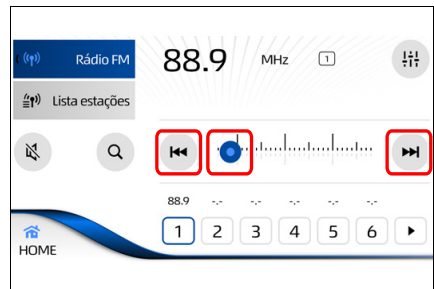 Rádio FM
88.9 MHz 1
Lista estações
88.9 -.- -.- -.- -.- -.-
1 2 3 4 5 6
HOME